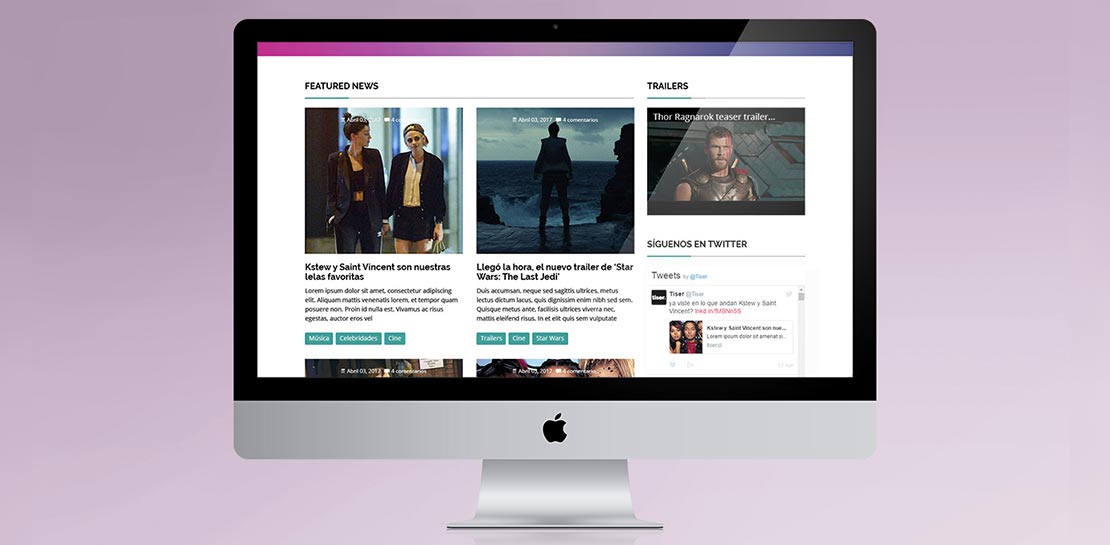 FEATURED NEWS
Abril 03, 2017 4 comentarios
Kstew y Saint Vincent son nuestras
lelas favoritas
Lorem ipsum dolor sit amet, consectetur adipiscing
elit. Aliquam mattis venenatis lorem, et tempor quam
posuere non. Proin id nulla est. Vivamus ac risus
egestas, auctor eros vel
Música Celebridades Cine
Abril 03, 2017 4 comentarios
Llegó la hora, el nuevo trailer de 'Star
Wars: The Last Jedi'
Duis accumsan, neque sed sagittis ultrices, metus
lectus dictum lacus, quis dignissim enim nibh sed sem.
Quisque metus ante, facilisis ultrices viverra nec,
mattis eleifend risus. In et elit quis sem vulputate
Trailers Cine Star Wars
Abril 03, 2017 4 comentarios
Abril 03, 2017 4 comentarios
TRAILERS
Thor Ragnarok teaser trailer...
SÍGUENOS EN TWITTER
Tweets by @Tiser
tiser.
Tiser @Tiser
ya viste en lo que andan Kstew y Saint
Vincent?
Kstew y Saint Vincent son nue...
Lorem ipsum dolor sit amat si...
12 Apr